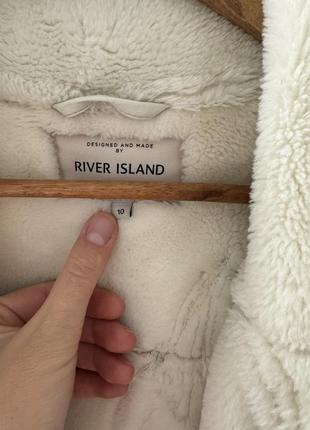 DESIGNED AND MADE
BY
RIVER ISLAND
10